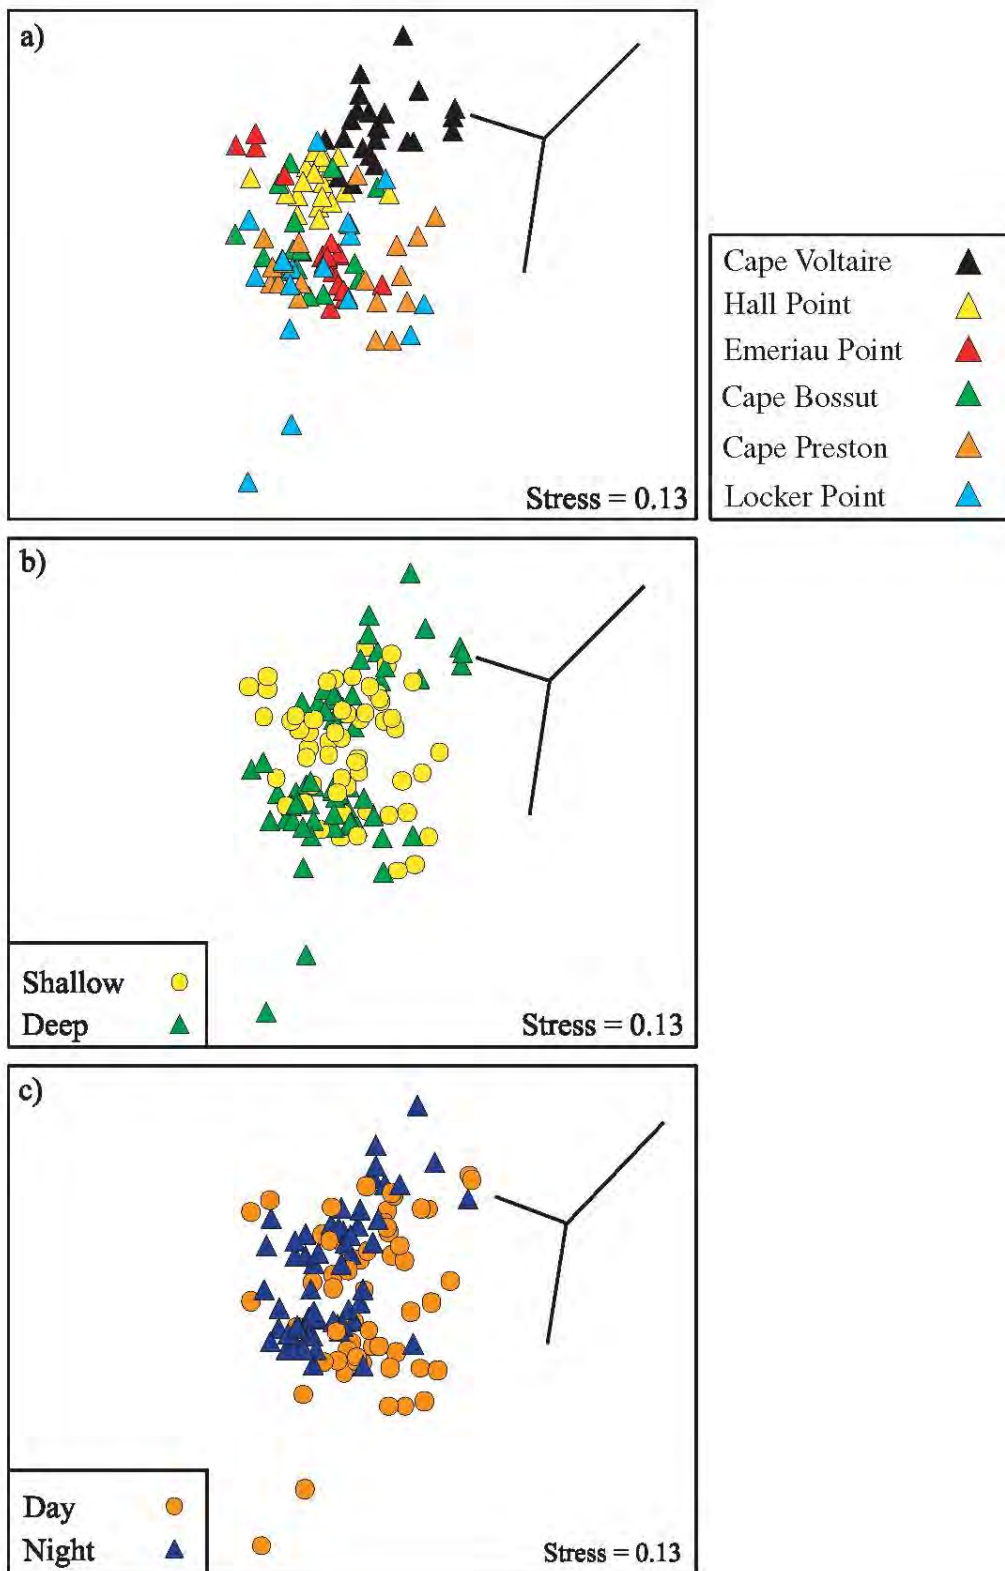 a)
Stress = 0.13
Cape Voltaire
Hall Point
Emeriau Point
Cape Bossut
Cape Preston
Locker Point
b)
Shallow
Deep
Stress = 0.13
c)
Day
Night
Stress = 0.13